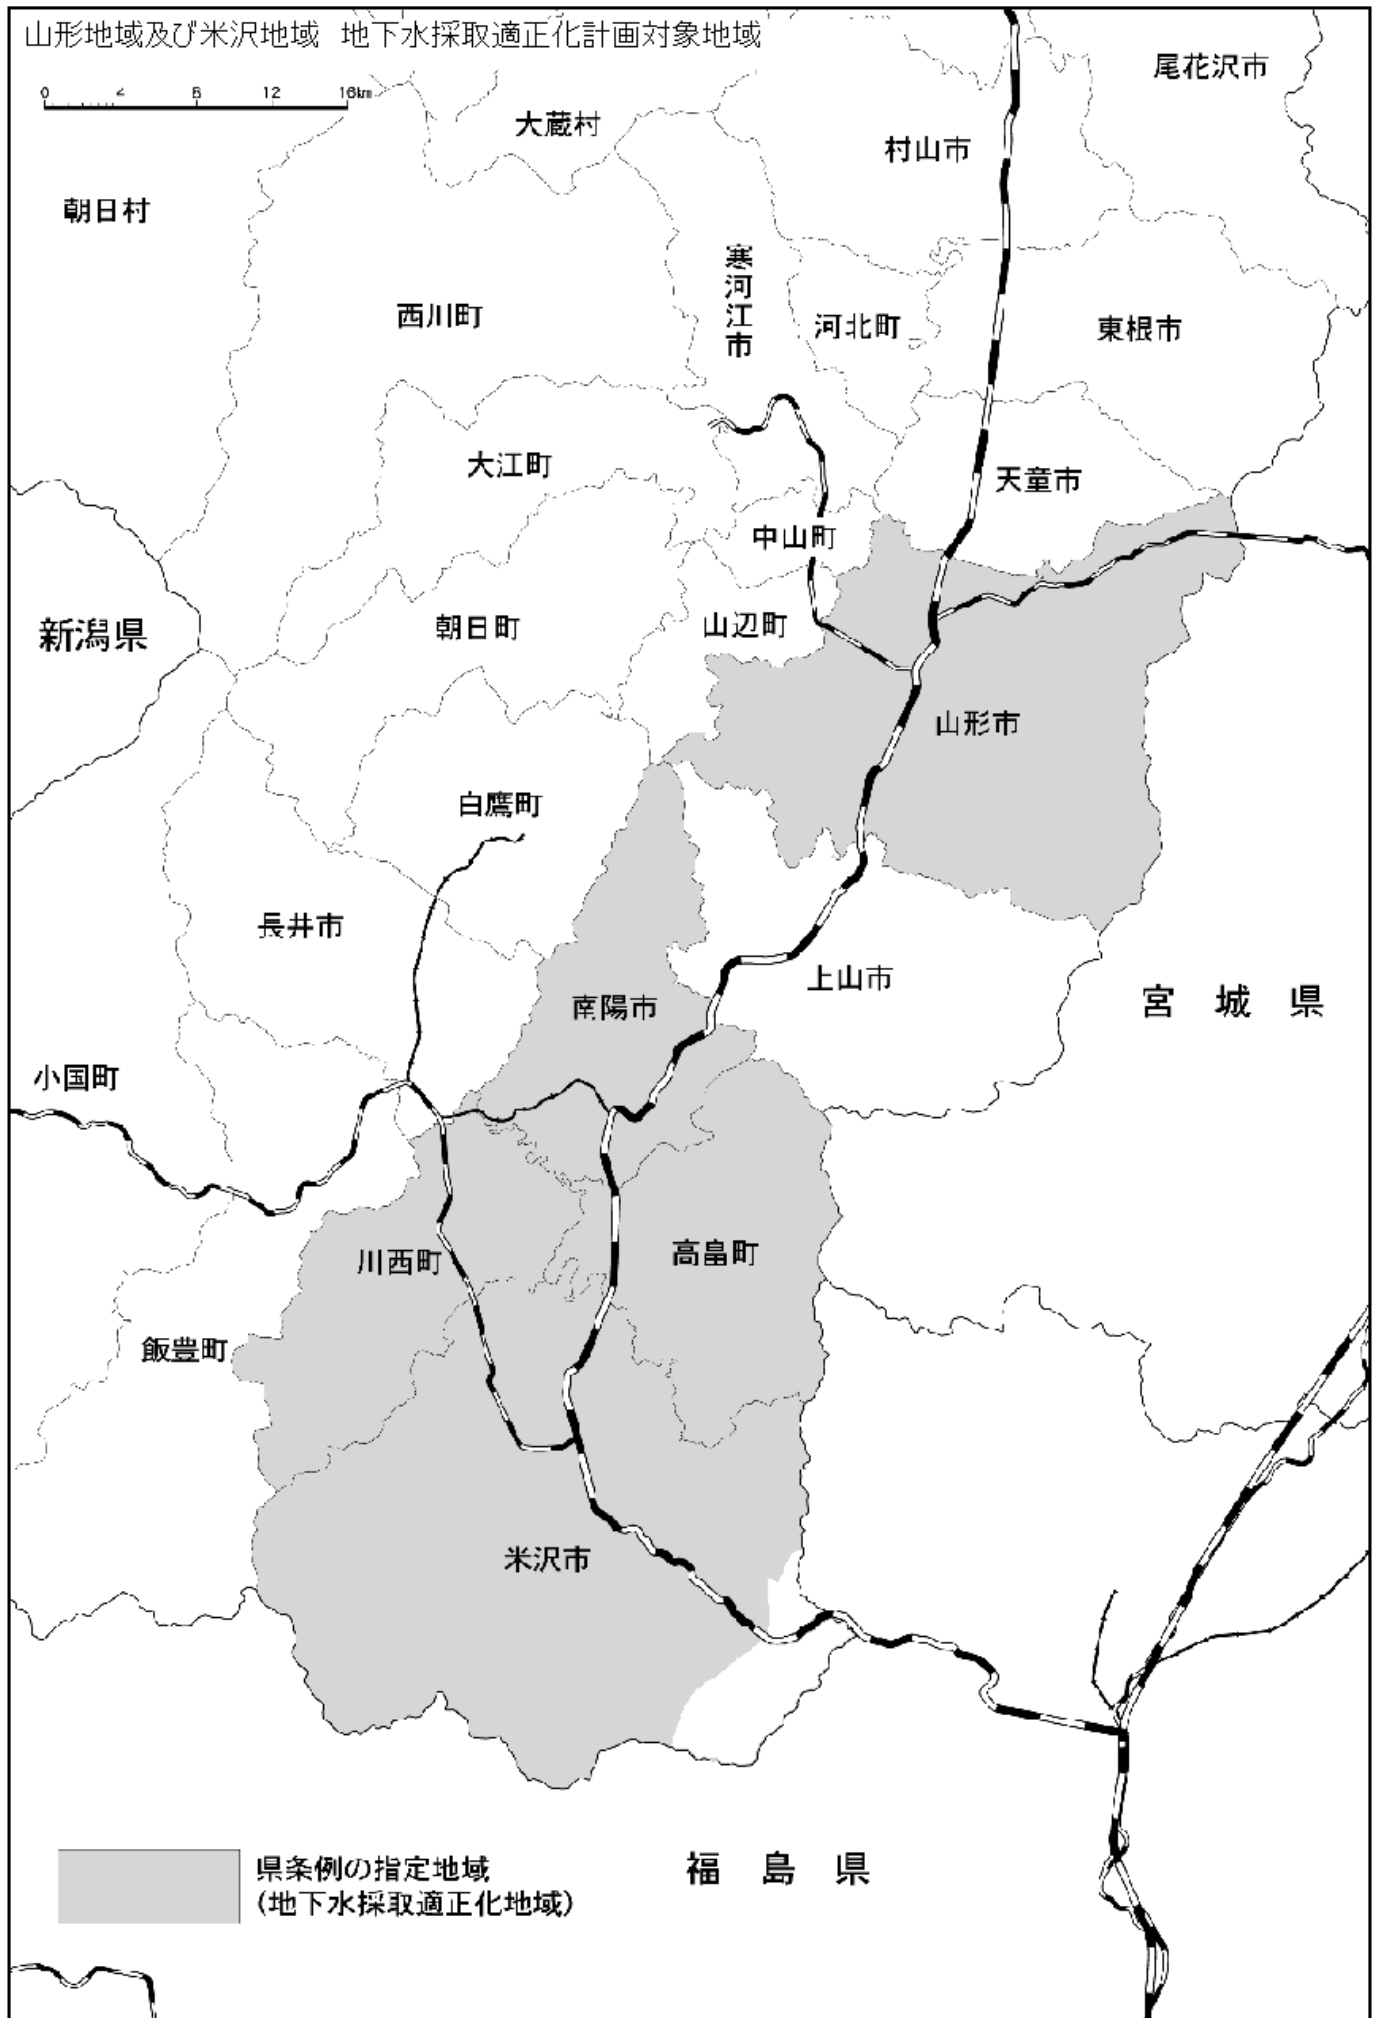 山形地域及び米沢地域 地下水採取適正化計画対象地域
0 4 8 12 16km
尾花沢市
大蔵村
村山市
朝日村
寒河江市
西川町
河北町
東根市
大江町
天童市
中山町
新潟県
朝日町
山辺町
山形市
白鷹町
長井市
上山市
南陽市
宮城県
小国町
川西町
高畠町
飯豊町
米沢市
県条例の指定地域
(地下水採取適正化地域)
福島県